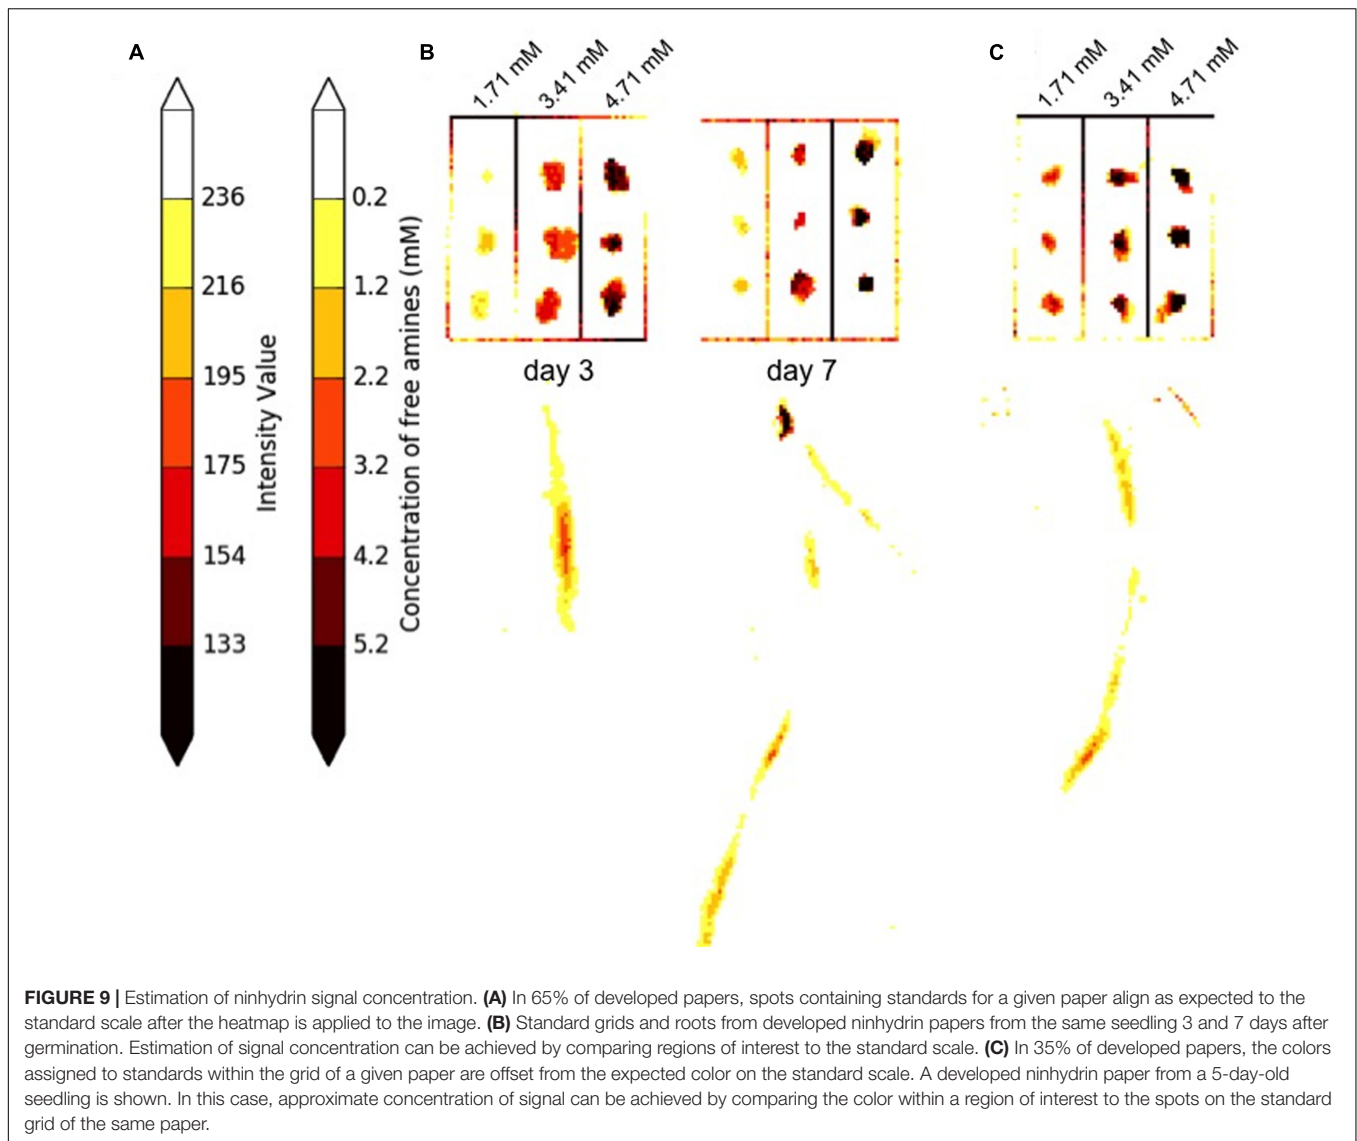 A
B
C
1.71 mM
3.41 mM
4.71 mM
1.71 mM
3.41 mM
4.71 mM
236
216
195
175
154
133
Intensity Value
0.2
1.2
2.2
3.2
4.2
5.2
Concentration of free amines (mM)
day 3
day 7
FIGURE 9 | Estimation of ninhydrin signal concentration. (A) In 65% of developed papers, spots containing standards for a given paper align as expected to the
standard scale after the heatmap is applied to the image. (B) Standard grids and roots from developed ninhydrin papers from the same seedling 3 and 7 days after
germination. Estimation of signal concentration can be achieved by comparing regions of interest to the standard scale. (C) In 35% of developed papers, the colors
assigned to standards within the grid of a given paper are offset from the expected color on the standard scale. A developed ninhydrin paper from a 5-day-old
seedling is shown. In this case, approximate concentration of signal can be achieved by comparing the color within a region of interest to the spots on the standard
grid of the same paper.